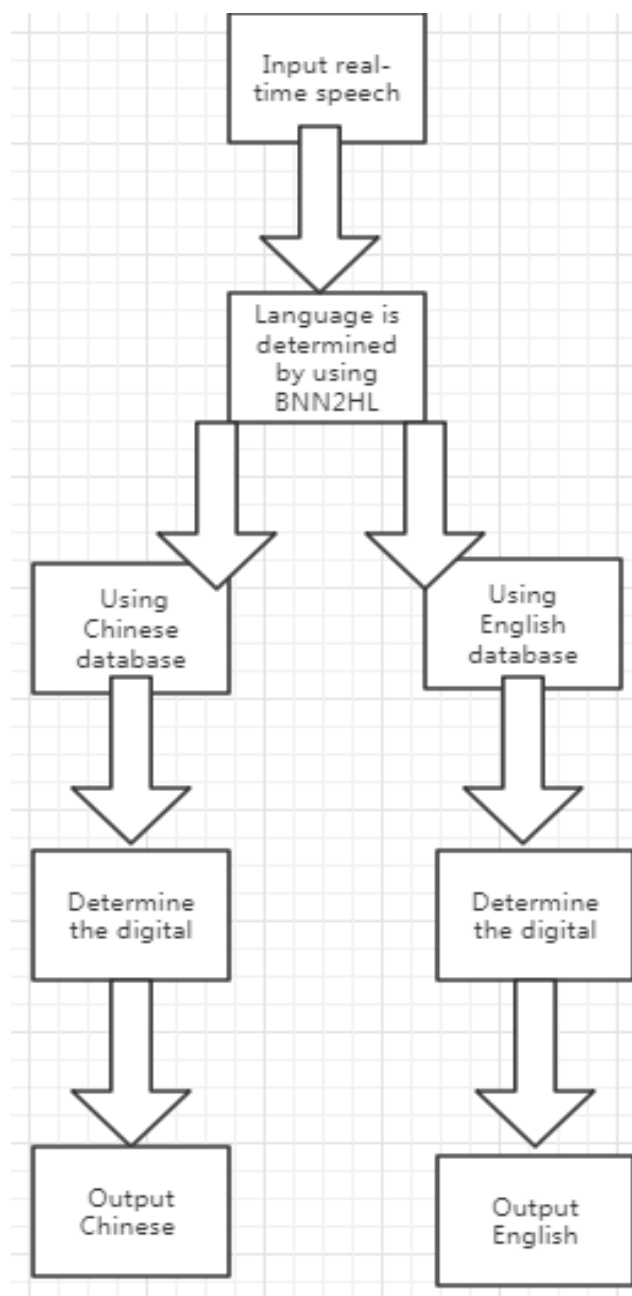 Input real-
time speech
Language is
determined
by using
BNN2HL
Using
Chinese
database
Using
English
database
Determine
the digital
Determine
the digital
Output
Chinese
Output
English